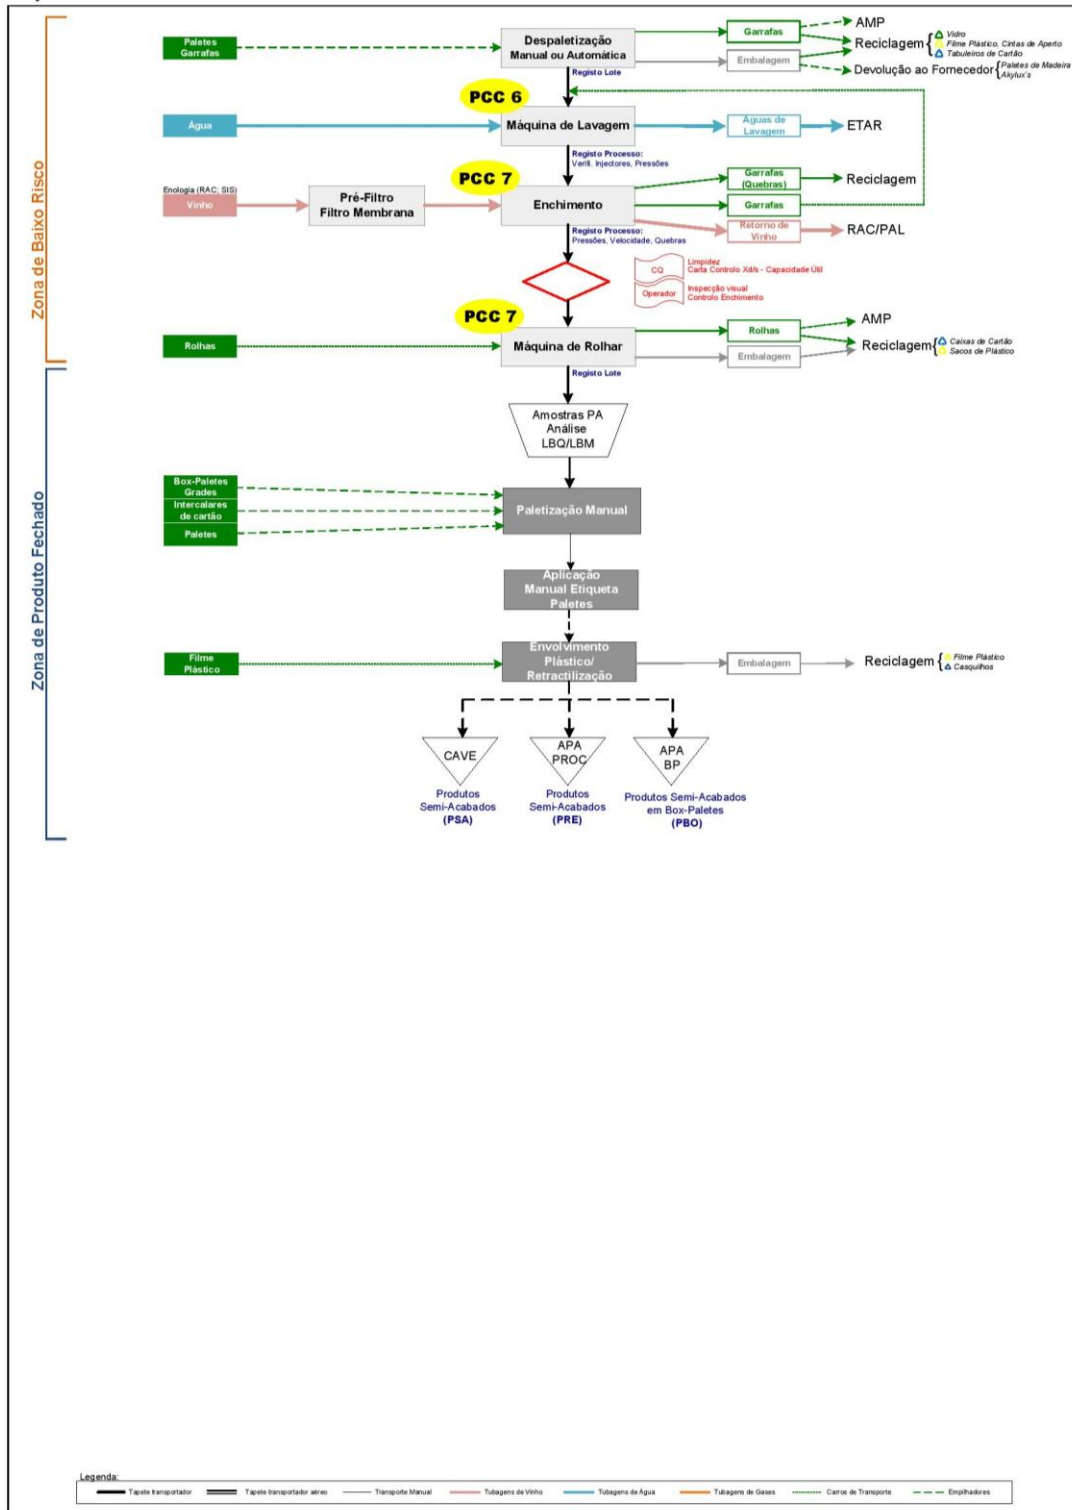 Zona de Baixo Risco
Paletes
Garrafas
Despaletização
Manual ou Automática
Registo Lote
Garrafas
Embalagem
AMP
Reciclagem
Vidro
Filme Plástico, Cintas de Aperto
Tabuleiros de Cartão
Devolução ao Fornecedor
Paletes de Madeira
Akylux's
PCC 6
Água
Máquina de Lavagem
Águas de
Lavagem
ETAR
Registo Processo:
Verifi. Injectores, Pressões
PCC 7
Enologia (RAC; SIS)
Vinho
Pré-Filtro
Filtro Membrana
Enchimento
Garrafas
(Quebras)
Reciclagem
Garrafas
Retorno de
Vinho
RAC/PAL
Registo Processo:
Pressões, Velocidade, Quebras
CQ
Limpidez
Carta Controlo Xd/s - Capacidade Útil
Operador
Inspecção visual
Controlo Enchimento
PCC 7
Rolhas
Máquina de Rolhar
Rolhas
Embalagem
AMP
Reciclagem
Caixas de Cartão
Sacos de Plástico
Registo Lote
Zona de Produto Fechado
Amostras PA
Análise
LBQ/LBM
Box-Paletes
Grades
Intercalares
de cartão
Paletes
Paletização Manual
Aplicação
Manual Etiqueta
Paletes
Filme
Plástico
Envolvimento
Plástico/
Retractilização
Embalagem
Reciclagem
Filme Plástico
Casquilhos
CAVE
APA
PROC
APA
BP
Produtos
Semi-Acabados
(PSA)
Produtos
Semi-Acabados
(PRE)
Produtos Semi-Acabados
em Box-Paletes
(PBO)
Legenda:
Tapete transportador
Tapete transportador aéreo
Transporte Manual
Tubagens de Vinho
Tubagens de Água
Tubagens de Gases
Carros de Transporte
Empilhadores